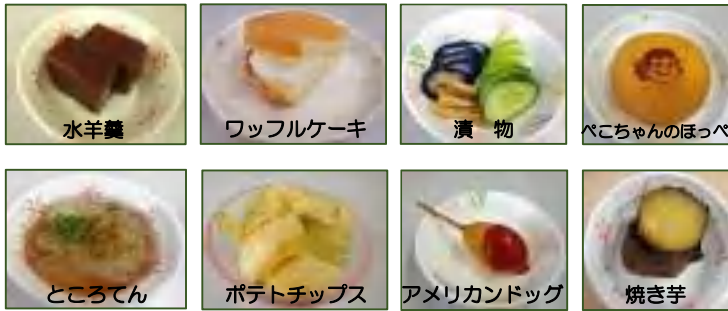 水羊羹
ワッフルケーキ
漬 物
ぺこちゃんのほっぺ
ところてん
ポテトチップス
アメリカンドッグ
焼き芋